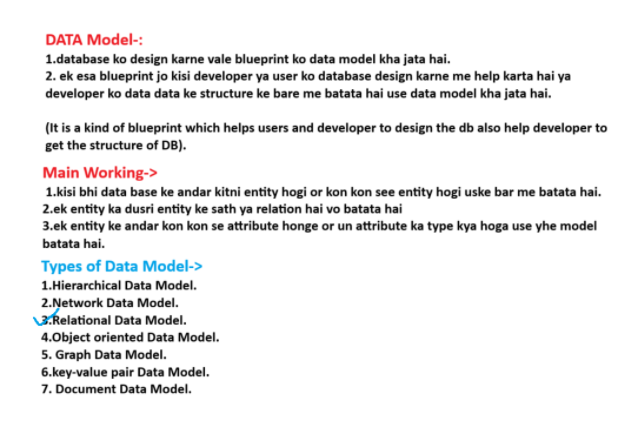 DATA Model-:
1.database ko design karne vale blueprint ko data model kha jata hai.
2. ek esa blueprint jo kisi developer ya user ko database design karne me help karta hai ya
developer ko data data ke structure ke bare me batata hai use data model kha jata hai.
(It is a kind of blueprint which helps users and developer to design the db also help developer to
get the structure of DB).
Main Working->
1.kisi bhi data base ke andar kitni entity hogi or kon kon see entity hogi uske bar me batata hai.
2.ek entity ka dusri entity ke sath ya relation hai vo batata hai
3.ek entity ke andar kon kon se attribute honge or un attribute ka type kya hoga use yhe model
batata hai.
Types of Data Model->
1.Hierarchical Data Model.
2.Network Data Model.
3.Relational Data Model.
4.Object oriented Data Model.
5. Graph Data Model.
6.key-value pair Data Model.
7. Document Data Model.